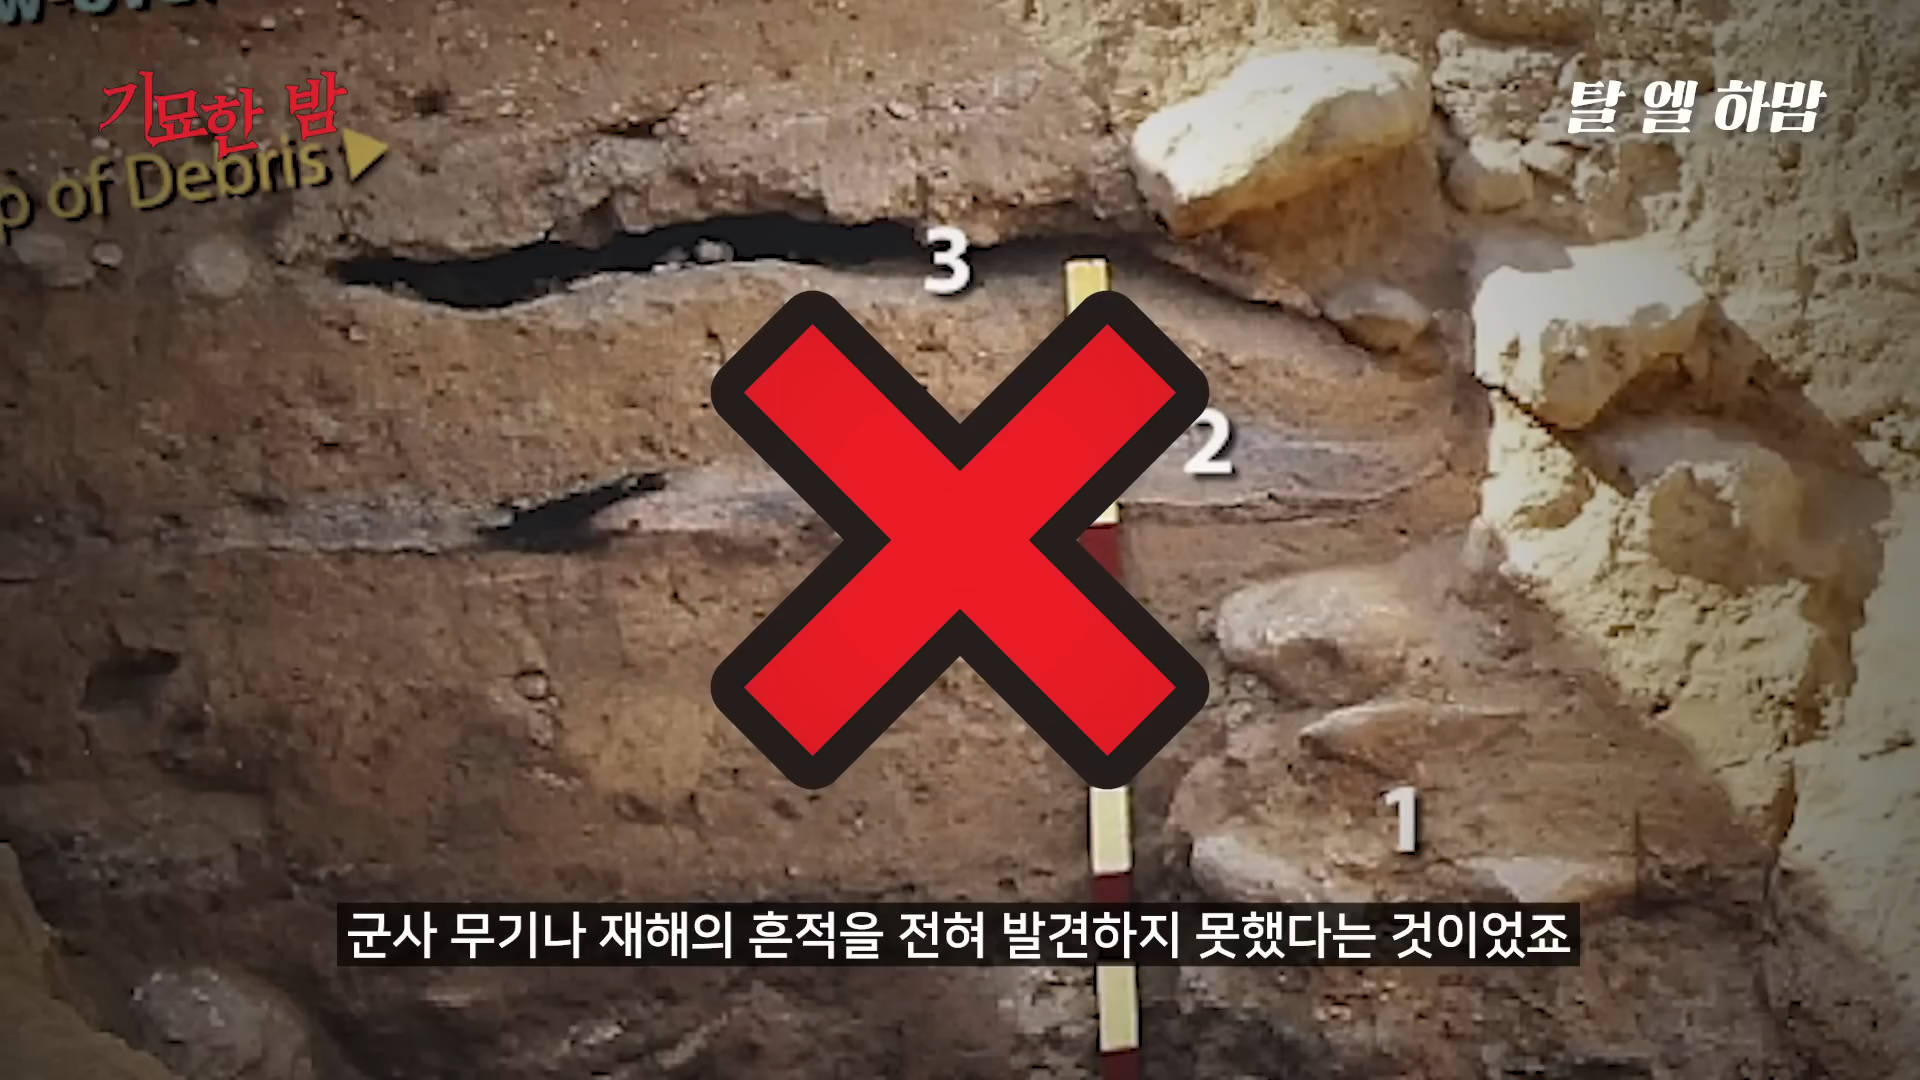 기묘한 밤
탈 엘 하맘
p of Debris
3
2
1
군사 무기나 재해의 흔적을 전혀 발견하지 못했다는 것이었죠